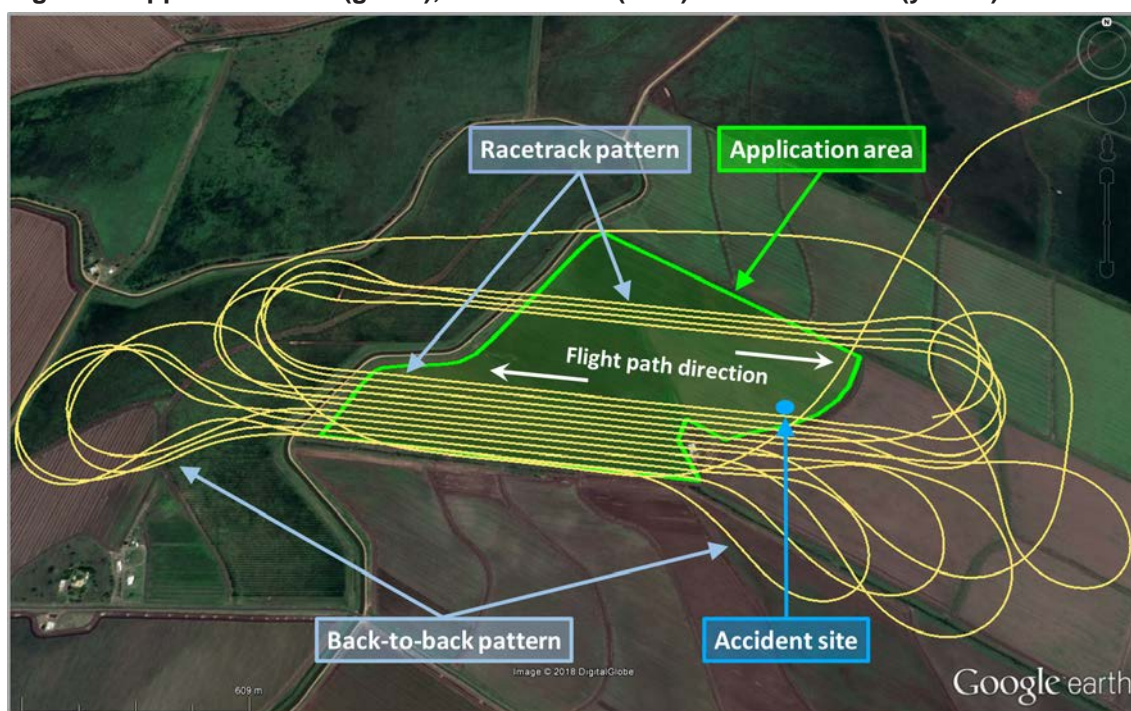 N
Racetrack pattern
Application area
Flight path direction
Back-to-back pattern
Accident site
Image © 2018 DigitalGlobe
609 m
Google earth